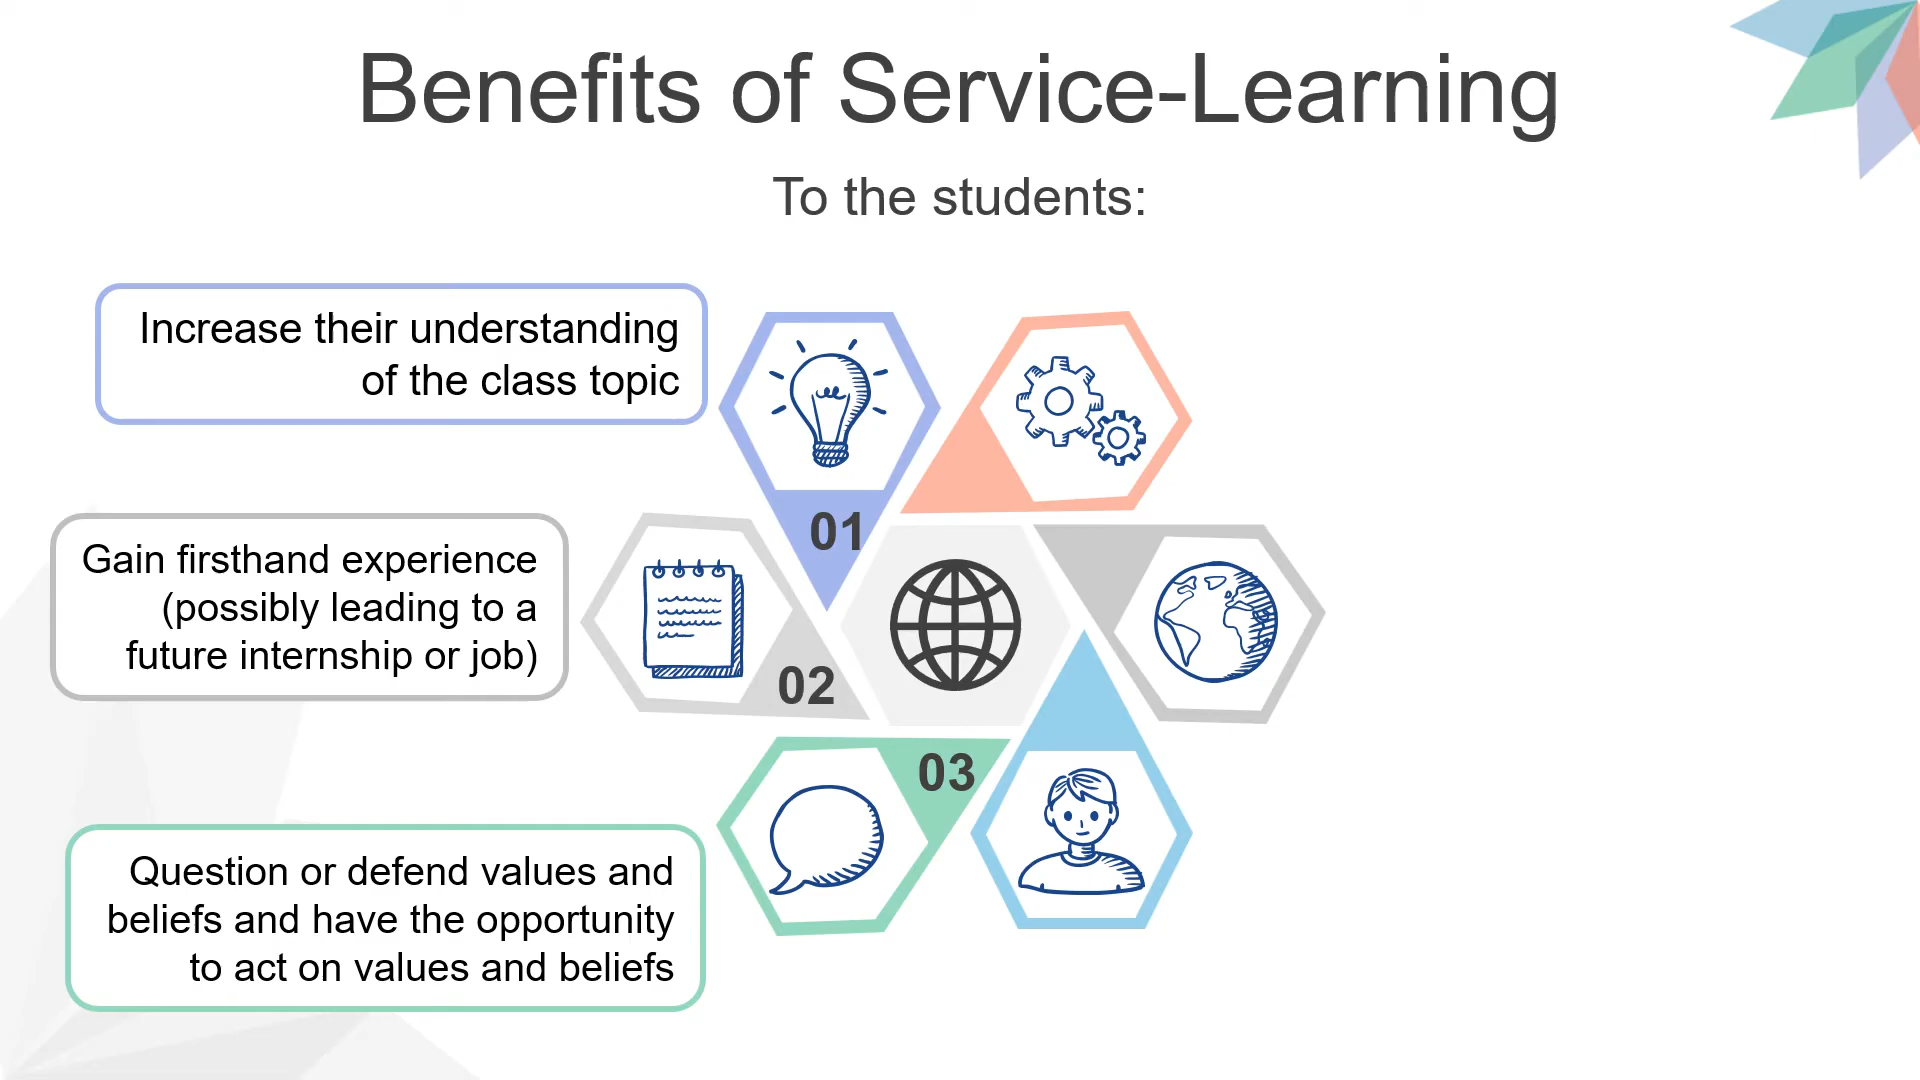 Benefits of Service-Learning
To the students:
Increase their understanding
of the class topic
01
Gain firsthand experience
(possibly leading to a
future internship or job)
02
03
Question or defend values and
beliefs and have the opportunity
to act on values and beliefs